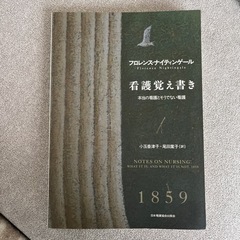 フロレンス・ナイティンゲール
Florence Nightingale
看護覚え書き
本当の看護とそうでない看護
小玉香津子・尾田葉子〔訳〕
NOTES ON NURSING:
WHAT IT IS, AND WHAT IT IS NOT, 1859
1859
日本看護協会出版会